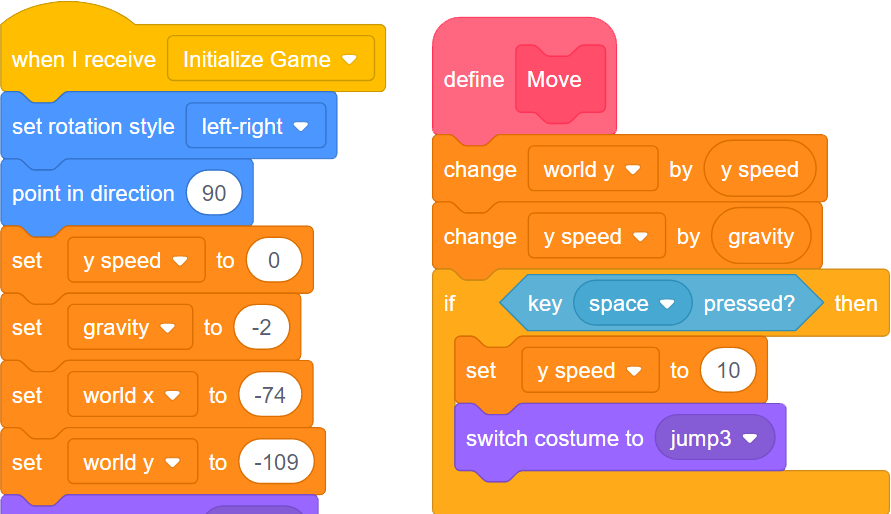 when I receive Initialize Game
set rotation style left-right
point in direction 90
set y speed to 0
set gravity to -2
set world x to -74
set world y to -109
define Move
change world y by y speed
change y speed by gravity
if key space pressed? then
set y speed to 10
switch costume to jump3